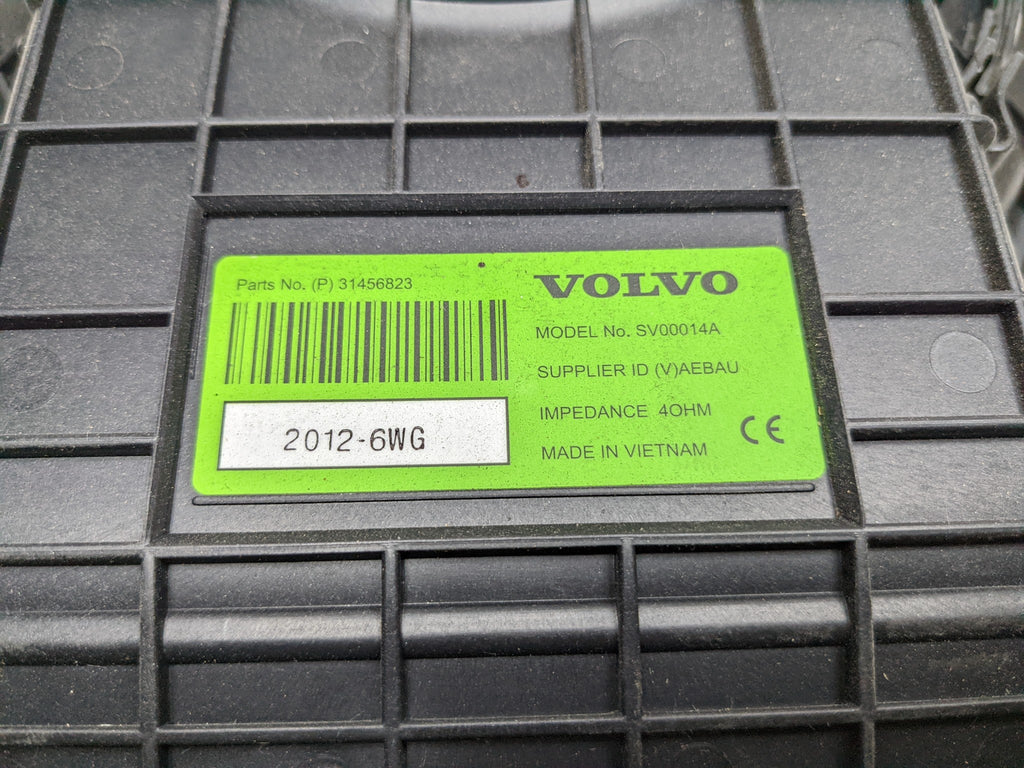 Parts No. (P) 31456823
2012-6WG
VOLVO
MODEL No. SV00014A
SUPPLIER ID (V)AEBAU
IMPEDANCE 4OHM
MADE IN VIETNAM
CE